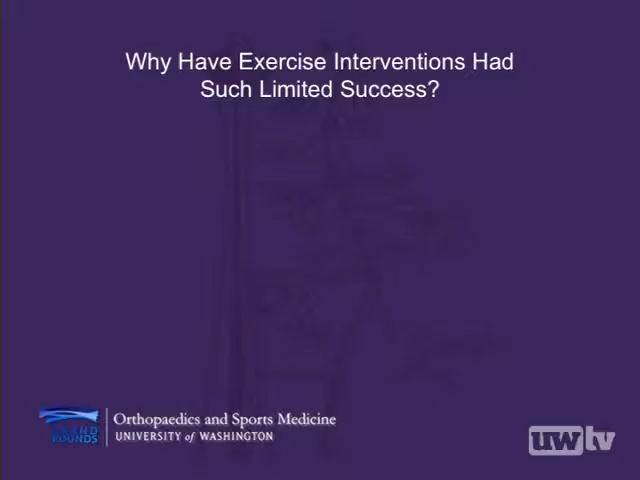 Why Have Exercise Interventions Had
Such Limited Success?
GRAND
ROUNDS
Orthopaedics and Sports Medicine
UNIVERSITY of WASHINGTON
uwtv